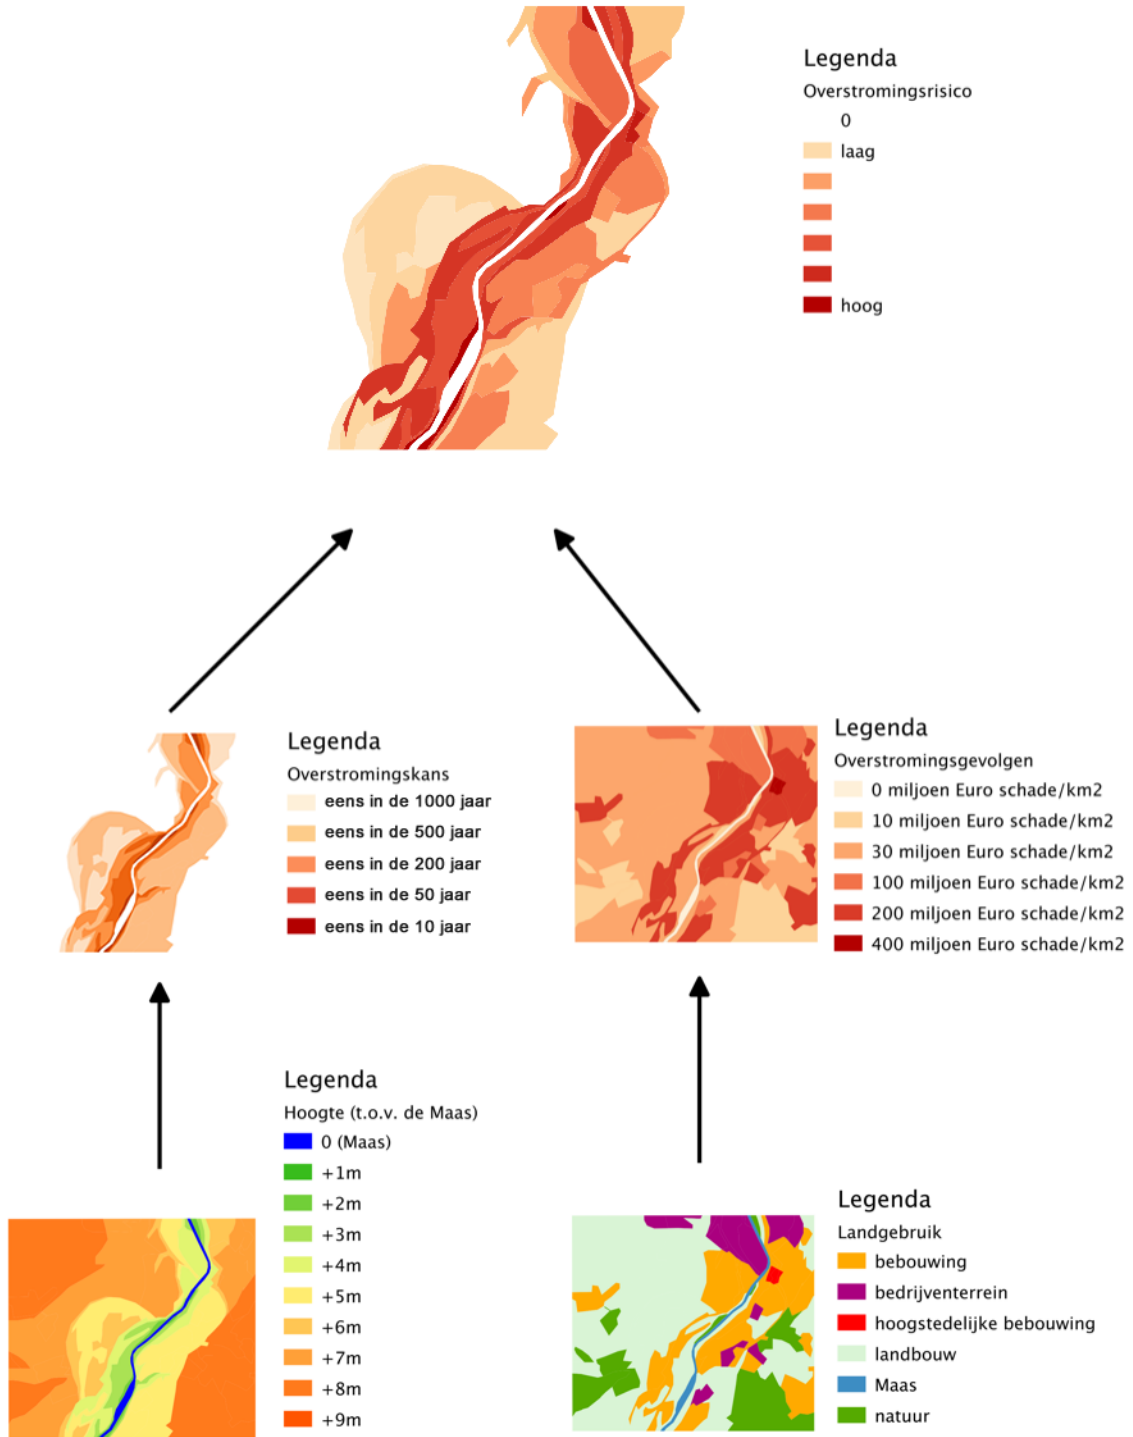 Legenda
Overstromingsrisico
0
laag
hoog
Legenda
Overstromingskans
eens in de 1000 jaar
eens in de 500 jaar
eens in de 200 jaar
eens in de 50 jaar
eens in de 10 jaar
Legenda
Overstromingsgevolgen
0 miljoen Euro schade/km2
10 miljoen Euro schade/km2
30 miljoen Euro schade/km2
100 miljoen Euro schade/km2
200 miljoen Euro schade/km2
400 miljoen Euro schade/km2
Legenda
Hoogte (t.o.v. de Maas)
0 (Maas)
+1m
+2m
+3m
+4m
+5m
+6m
+7m
+8m
+9m
Legenda
Landgebruik
bebouwing
bedrijventerrein
hoogstedelijke bebouwing
landbouw
Maas
natuur